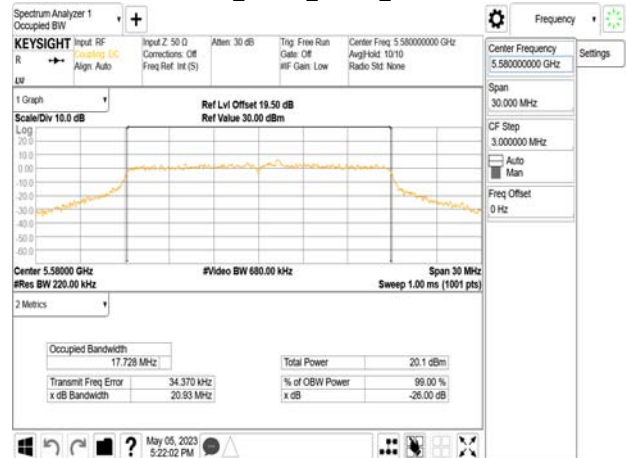 Spectrum Analyzer 1
Occupied BW
Frequency
KEYSIGHT
R
LU
Input: RF
Coupling: DC
Align: Auto
Input Z: 50 Ω
Corrections: Off
Freq Ref: Int (S)
Atten: 30 dB
Trig: Free Run
Gate: Off
#IF Gain: Low
Center Freq: 5.580000000 GHz
Avg|Hold: 10/10
Radio Std: None
1 Graph
Scale/Div 10.0 dB
Ref Lvl Offset 19.50 dB
Ref Value 30.00 dBm
Log
20.0
10.0
0.00
-10.0
-20.0
-30.0
-40.0
-50.0
-60.0
Center 5.58000 GHz
#Res BW 220.00 kHz
#Video BW 680.00 kHz
Span 30 MHz
Sweep 1.00 ms (1001 pts)
2 Metrics
Occupied Bandwidth
17.728 MHz
Transmit Freq Error 34.370 kHz
x dB Bandwidth 20.93 MHz
Total Power 20.1 dBm
% of OBW Power 99.00 %
x dB -26.00 dB
May 05, 2023
5:22:02 PM
Center Frequency
5.580000000 GHz
Settings
Span
30.000 MHz
CF Step
3.000000 MHz
Auto
Man
Freq Offset
0 Hz